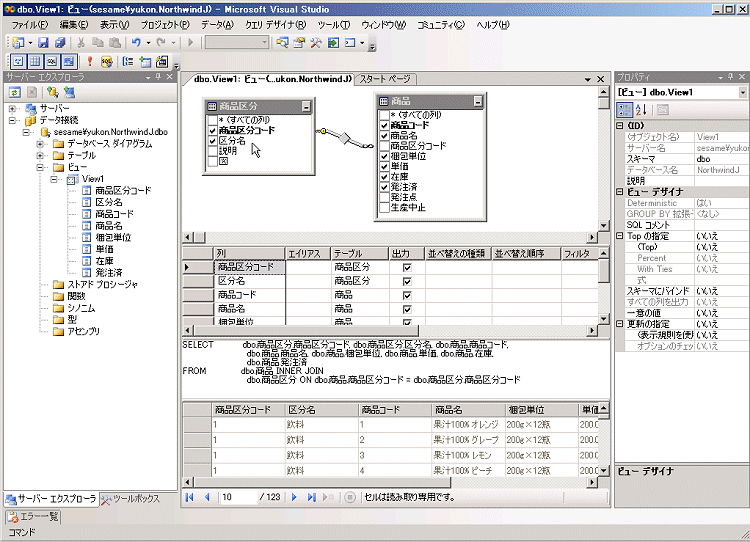 dbo.View1: ビュー(sesame¥yukon.NorthwindJ) - Microsoft Visual Studio
ファイル(F) 編集(E) 表示(V) プロジェクト(P) データ(A) クエリ デザイナ(R) ツール(T) ウィンドウ(W) コミュニティ(C) ヘルプ(H)
サーバー エクスプローラ
サーバー
データ接続
sesame¥yukon.NorthwindJ.dbo
データベース ダイアグラム
テーブル
ビュー
View1
商品区分コード
区分名
商品コード
商品名
梱包単位
単価
在庫
発注済
ストアド プロシージャ
関数
シノニム
型
アセンブリ
サーバー エクスプローラ ツールボックス
dbo.View1: ビュー(...ukon.NorthwindJ) スタート ページ
商品区分
* (すべての列)
商品区分コード
区分名
説明
図
商品
* (すべての列)
商品コード
商品名
商品区分コード
梱包単位
単価
在庫
発注済
発注点
生産中止
列 エイリアス テーブル 出力 並べ替えの種類 並べ替え順序 フィルタ
商品区分コード 商品区分
区分名 商品区分
商品コード 商品
商品名 商品
梱包単位 商品
SELECT dbo.商品区分.商品区分コード, dbo.商品区分.区分名, dbo.商品.商品コード,
dbo.商品.商品名, dbo.商品.梱包単位, dbo.商品.単価, dbo.商品.在庫,
dbo.商品.発注済
FROM dbo.商品 INNER JOIN
dbo.商品区分 ON dbo.商品.商品区分コード = dbo.商品区分.商品区分コード
商品区分コード 区分名 商品コード 商品名 梱包単位 単価
1 飲料 1 果汁100% オレンジ 200g×12瓶 200.0
1 飲料 2 果汁100% グレープ 200g×12瓶 200.0
1 飲料 3 果汁100% レモン 200g×12瓶 200.0
1 飲料 4 果汁100% ピーチ 200g×12瓶 200.0
10 / 123 セルは読み取り専用です。
プロパティ
[ビュー] dbo.View1
(ID)
(オブジェクト名) View1
サーバー名 sesame¥yukon
スキーマ dbo
データベース名 NorthwindJ
説明
ビュー デザイナ
Deterministic はい
GROUP BY 拡張 <なし>
SQL コメント
Top の指定 いいえ
(Top) いいえ
Percent いいえ
With Ties いいえ
式
スキーマにバインド いいえ
すべての列を出力 いいえ
一意の値 いいえ
更新の指定 いいえ
(表示規則を使用 いいえ
オプションのチェッ いいえ
ビュー デザイナ
エラー一覧
コマンド